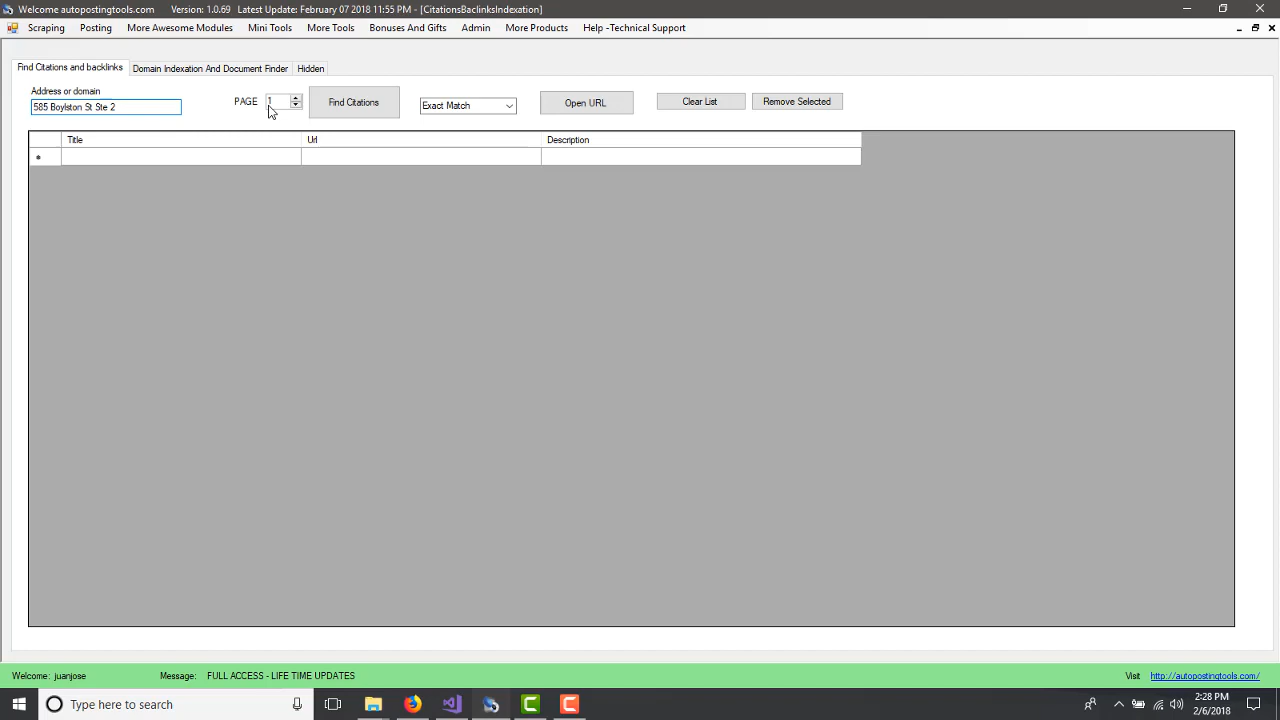 Welcome autopostingtools.com Version: 1.0.69 Latest Update: February 07 2018 11:55 PM - [CitationsBaclinksIndexation]
Scraping Posting More Awesome Modules Mini Tools More Tools Bonuses And Gifts Admin More Products Help -Technical Support
Find Citations and backlinks Domain Indexation And Document Finder Hidden
Address or domain
585 Boylston St Ste 2 PAGE 1 Find Citations Exact Match Open URL Clear List Remove Selected
Title Url Description
Welcome: juanjose Message: FULL ACCESS - LIFE TIME UPDATES Visit http://autopostingtools.com/
Type here to search 2:28 PM
2/6/2018